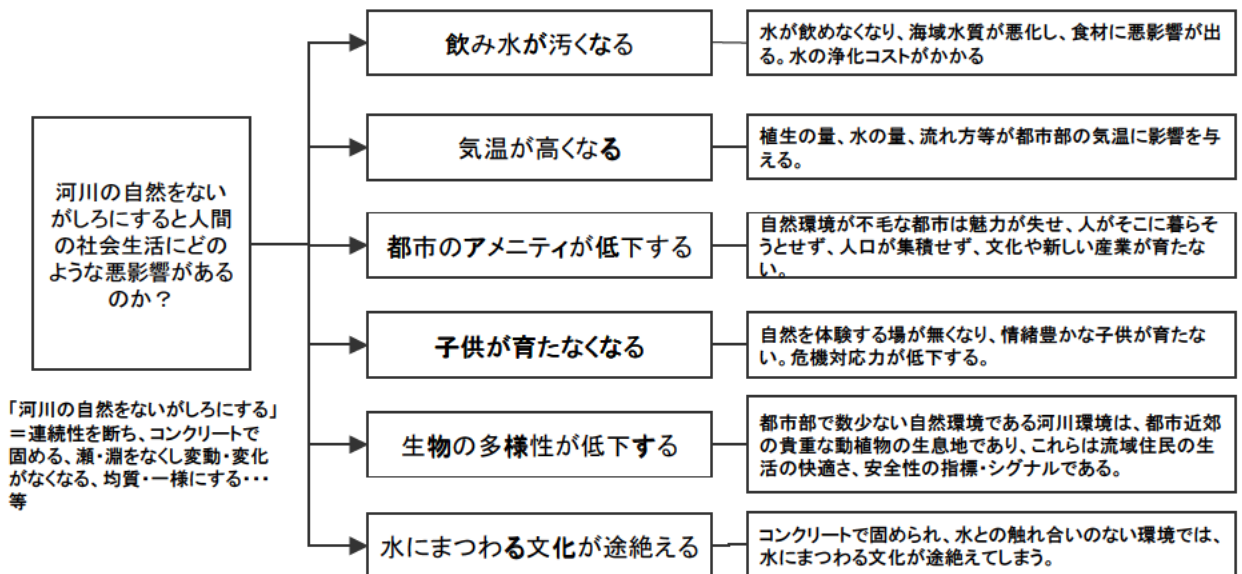 河川の自然をない
がしろにすると人間
の社会生活にどの
ような悪影響がある
のか？
「河川の自然をないがしろにする」
＝連続性を断ち、コンクリートで
固める、瀬・淵をなくし変動・変化
がなくなる、均質・一様にする・・・
等
飲み水が汚くなる
水が飲めなくなり、海域水質が悪化し、食材に悪影響が出
る。水の浄化コストがかかる
気温が高くなる
植生の量、水の量、流れ方等が都市部の気温に影響を与
える。
都市のアメニティが低下する
自然環境が不毛な都市は魅力が失せ、人がそこに暮らそ
うとせず、人口が集積せず、文化や新しい産業が育たな
い。
子供が育たなくなる
自然を体験する場が無くなり、情緒豊かな子供が育たな
い。危機対応力が低下する。
生物の多様性が低下する
都市部で数少ない自然環境である河川環境は、都市近郊
の貴重な動植物の生息地であり、これらは流域住民の生
活の快適さ、安全性の指標・シグナルである。
水にまつわる文化が途絶える
コンクリートで固められ、水との触れ合いのない環境では、
水にまつわる文化が途絶えてしまう。